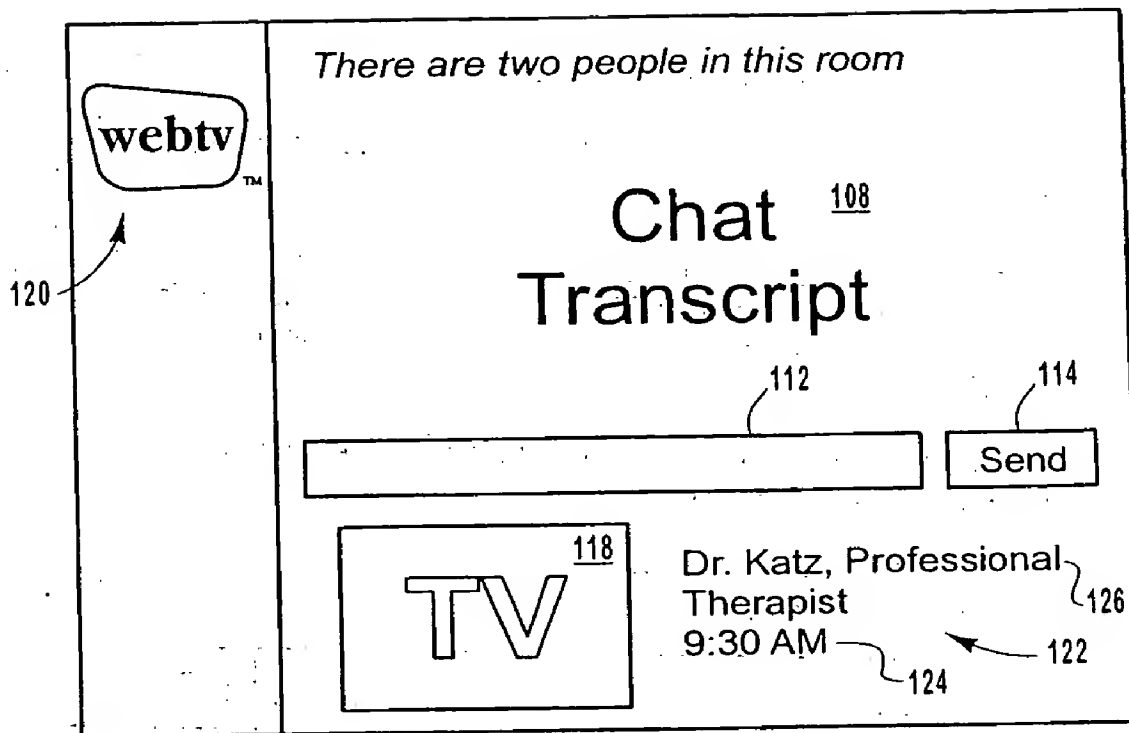 There are two people in this room
webtv
TM
Chat 108
Transcript
120
112
114
Send
118
TV
Dr. Katz, Professional
Therapist
126
9:30 AM
122
124